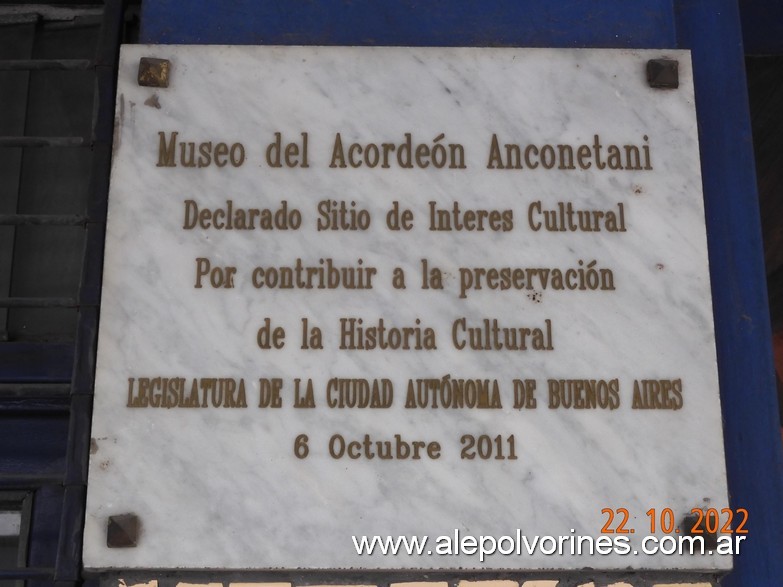 Museo del Acordeón Anconetani
Declarado Sitio de Interes Cultural
Por contribuir a la preservación
de la Historia Cultural
LEGISLATURA DE LA CIUDAD AUTÓNOMA DE BUENOS AIRES
6 Octubre 2011
22.10.2022
www.alepolvorines.com.ar